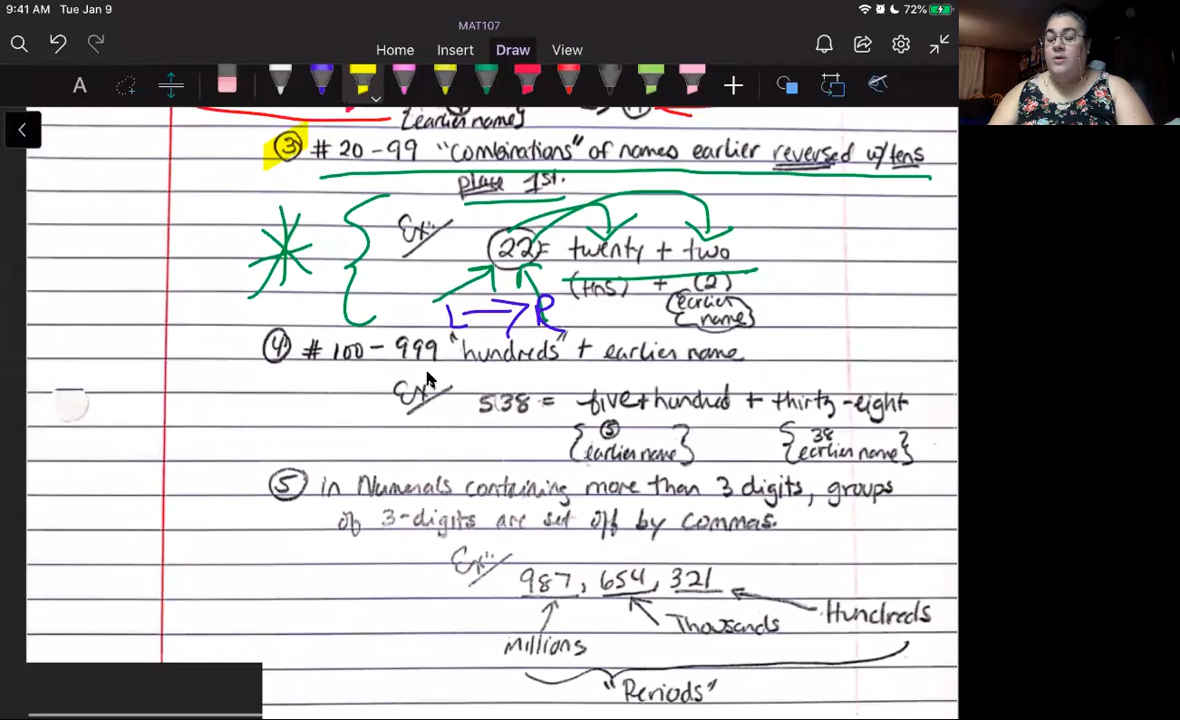 9:41 AM Tue Jan 9
72%
MAT107
Home Insert Draw View
A
{earlier name}
③ # 20-99 "combinations" of names earlier reversed w/tens
place 1st.
Ex:
22 = twenty + two
(tens) + (2)
{earlier name}
L → R
④ # 100-999 "hundreds" + earlier name
Ex:
538 = five+hundred + thirty-eight
{⑤ earlier name} {38 earlier name}
⑤ in Numerals containing more than 3 digits, groups
of 3-digits are set off by commas.
Ex:
987, 654, 321
Hundreds
Thousands
Millions
"Periods"